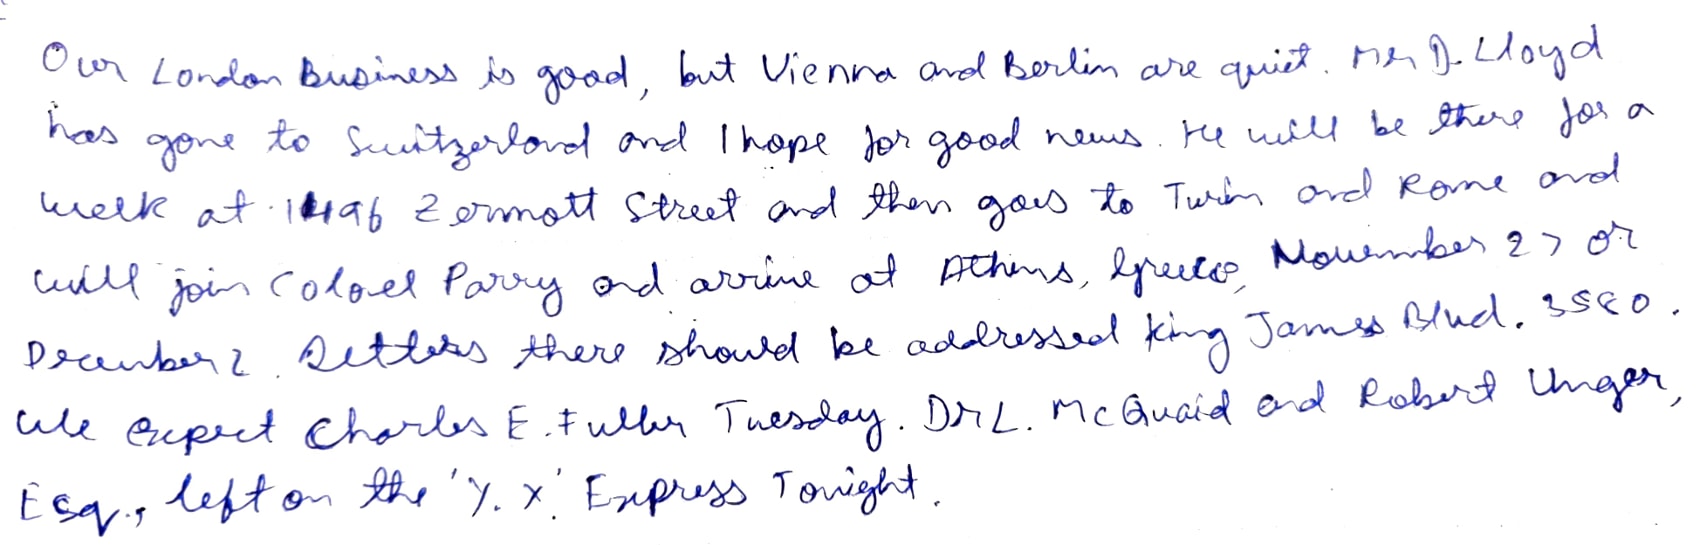 Our London Business is good, but Vienna and Berlin are quiet. Mr D. Lloyd
has gone to Switzerland and I hope for good news. He will be there for a
week at 1496 Zermott Street and then goes to Turin and Rome and
will join Colonel Parry and arrive at Athens, Greece, November 27 or
December 2. Letters there should be addressed King James Blvd. 3580.
We expect Charles E. Fuller Tuesday. Dr L. McQuaid and Robert Unger,
Esq., left on the 'Y. X.' Express Tonight.